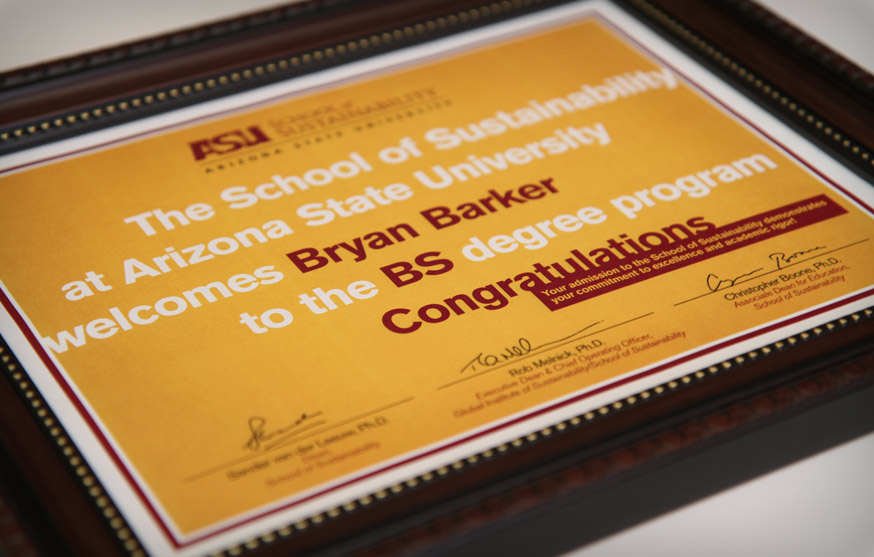 ASU SCHOOL OF
SUSTAINABILITY
ARIZONA STATE UNIVERSITY
The School of Sustainability
at Arizona State University
welcomes Bryan Barker
to the BS degree program
Congratulations
Your admission to the School of Sustainability demonstrates
your commitment to excellence and academic rigor!
Christopher Boone, Ph.D.
Associate Dean for Education,
School of Sustainability
Rob Melnick, Ph.D.
Executive Dean & Chief Operating Officer,
Global Institute of Sustainability/School of Sustainability
Sander van der Leeuw, Ph.D.
Dean,
School of Sustainability